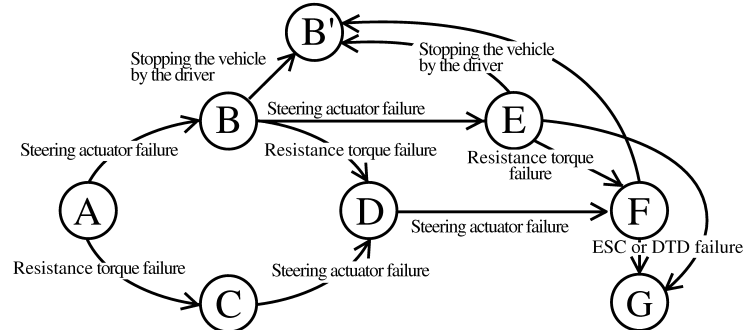 B'
Stopping the vehicle
by the driver
Stopping the vehicle
by the driver
Steering actuator failure
B
E
Steering actuator failure
Resistance torque failure
Resistance torque
failure
A
D
F
Steering actuator failure
ESC or DTD failure
Resistance torque failure
Steering actuator failure
C
G